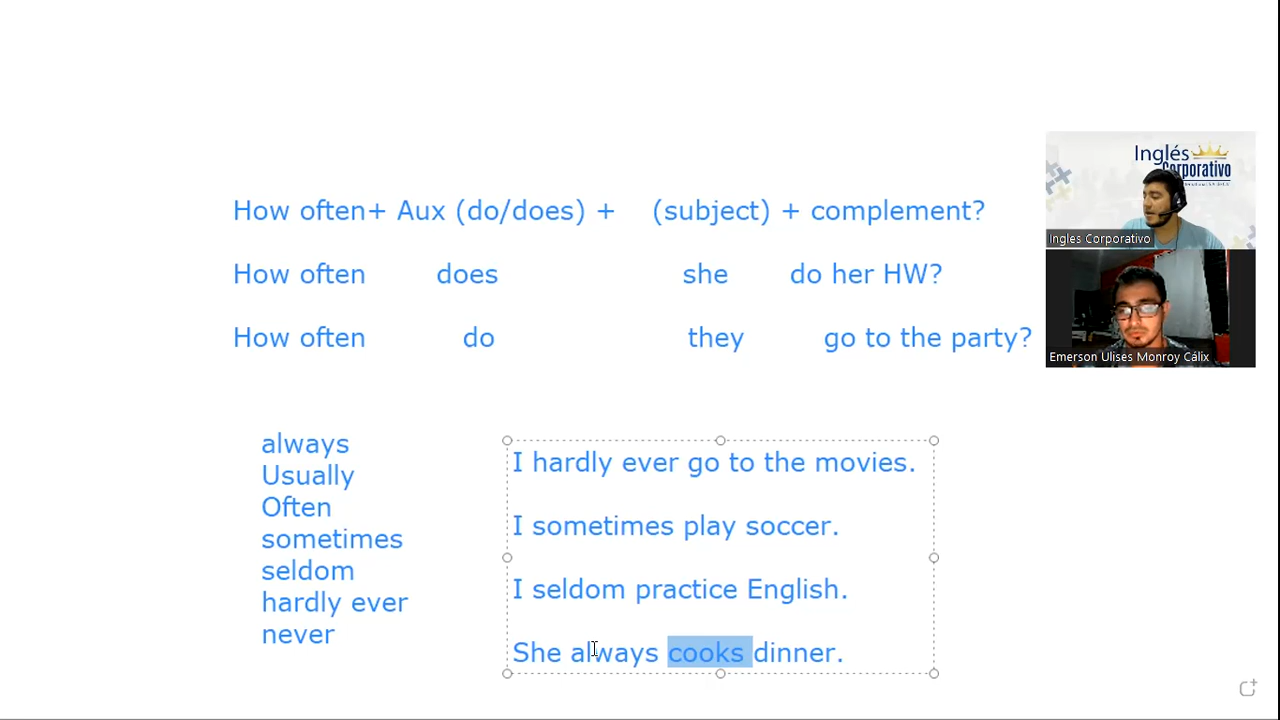 How often+ Aux (do/does) + (subject) + complement?
How often does she do her HW?
How often do they go to the party?
always
Usually
Often
sometimes
seldom
hardly ever
never
I hardly ever go to the movies.
I sometimes play soccer.
I seldom practice English.
She always cooks dinner.
Inglés
Corporativo
Ingles Corporativo
Emerson Ulises Monroy Cálix